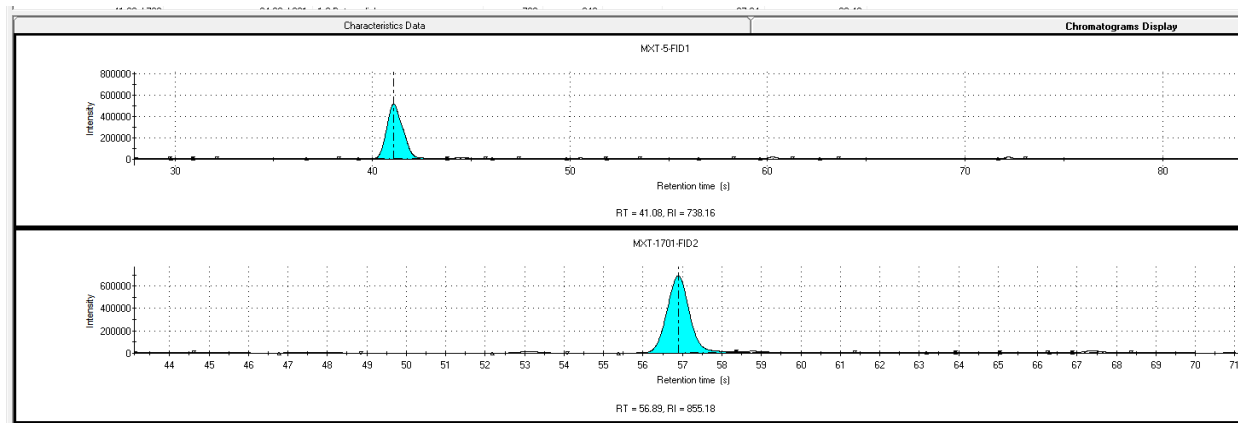 Characteristics Data
Chromatograms Display
MXT-5-FID1
800000
600000
400000
200000
0
Intensity
30 40 50 60 70 80
Retention time (s)
RT = 41.08, RI = 738.16
MXT-1701-FID2
600000
400000
200000
0
Intensity
44 45 46 47 48 49 50 51 52 53 54 55 56 57 58 59 60 61 62 63 64 65 66 67 68 69 70 71
Retention time (s)
RT = 56.89, RI = 855.18